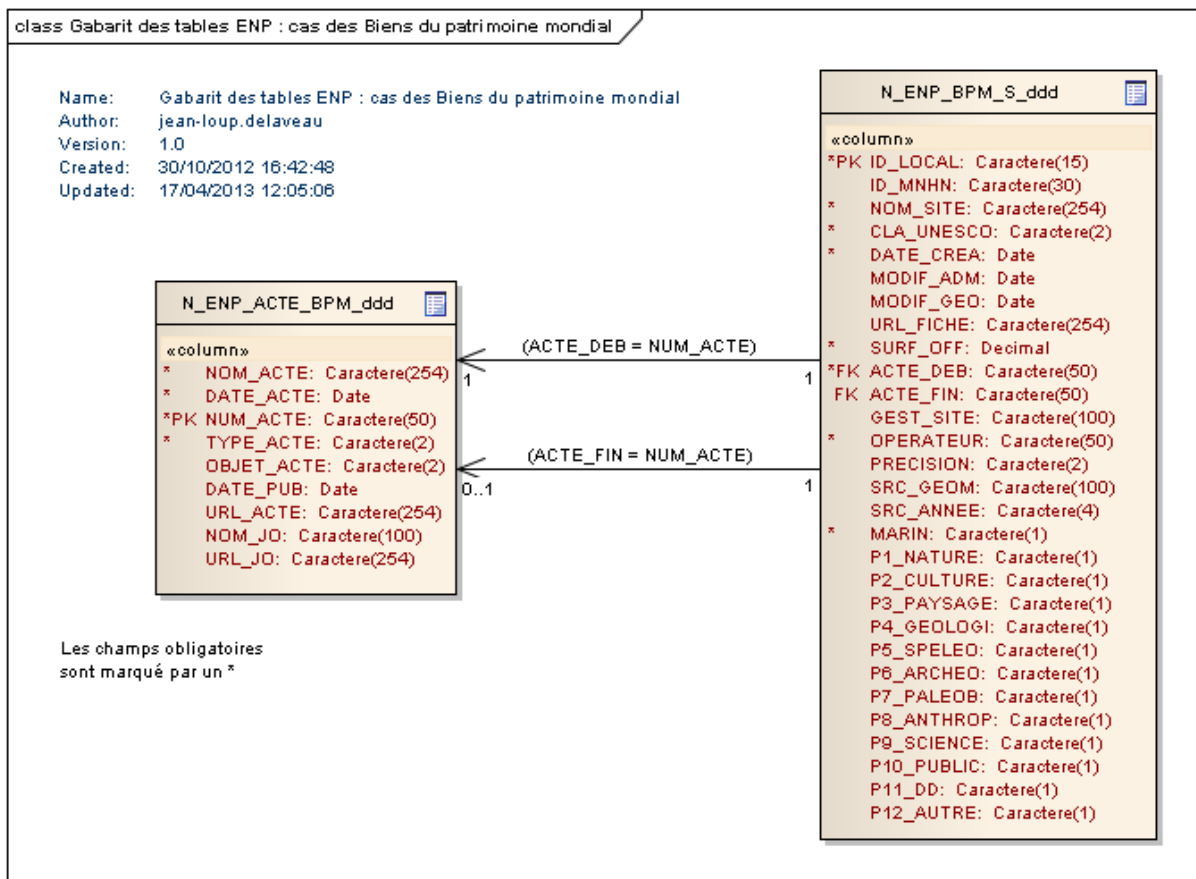 class Gabarit des tables ENP : cas des Biens du patrimoine mondial
Name: Gabarit des tables ENP : cas des Biens du patrimoine mondial
Author: jean-loup.delaveau
Version: 1.0
Created: 30/10/2012 16:42:48
Updated: 17/04/2013 12:05:06
N_ENP_ACTE_BPM_ddd
«column»
* NOM_ACTE: Caractere(254)
* DATE_ACTE: Date
*PK NUM_ACTE: Caractere(50)
* TYPE_ACTE: Caractere(2)
OBJET_ACTE: Caractere(2)
DATE_PUB: Date
URL_ACTE: Caractere(254)
NOM_JO: Caractere(100)
URL_JO: Caractere(254)
(ACTE_DEB = NUM_ACTE)
1
1
(ACTE_FIN = NUM_ACTE)
0..1
1
N_ENP_BPM_S_ddd
«column»
*PK ID_LOCAL: Caractere(15)
ID_MNHN: Caractere(30)
* NOM_SITE: Caractere(254)
* CLA_UNESCO: Caractere(2)
* DATE_CREA: Date
MODIF_ADM: Date
MODIF_GEO: Date
URL_FICHE: Caractere(254)
* SURF_OFF: Decimal
*FK ACTE_DEB: Caractere(50)
FK ACTE_FIN: Caractere(50)
GEST_SITE: Caractere(100)
* OPERATEUR: Caractere(50)
PRECISION: Caractere(2)
SRC_GEOM: Caractere(100)
SRC_ANNEE: Caractere(4)
* MARIN: Caractere(1)
P1_NATURE: Caractere(1)
P2_CULTURE: Caractere(1)
P3_PAYSAGE: Caractere(1)
P4_GEOLOGI: Caractere(1)
P5_SPELEO: Caractere(1)
P6_ARCHEO: Caractere(1)
P7_PALEOB: Caractere(1)
P8_ANTHROP: Caractere(1)
P9_SCIENCE: Caractere(1)
P10_PUBLIC: Caractere(1)
P11_DD: Caractere(1)
P12_AUTRE: Caractere(1)
Les champs obligatoires
sont marqué par un *